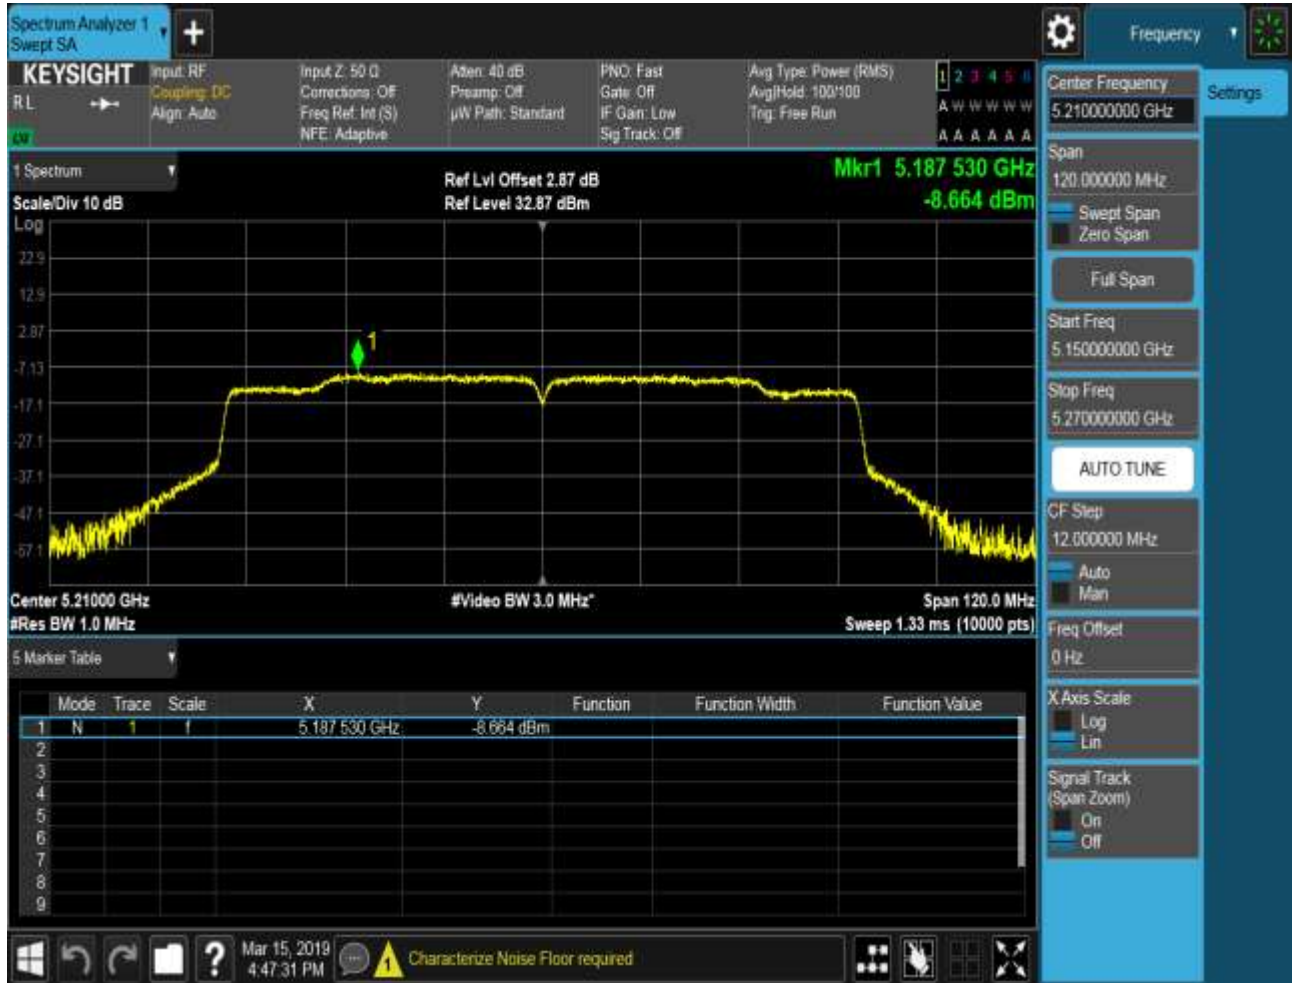 Spectrum Analyzer 1
Swept SA
+
Frequency
KEYSIGHT
RL
Input: RF
Coupling: DC
Align: Auto
Input Z: 50 Ω
Corrections: Off
Freq Ref: Int (S)
NFE: Adaptive
Atten: 40 dB
Preamp: Off
µW Path: Standard
PNO: Fast
Gate: Off
IF Gain: Low
Sig Track: Off
Avg Type: Power (RMS)
Avg|Hold: 100/100
Trig: Free Run
1 2 3 4 5 6
A W W W W W
A A A A A A
1 Spectrum
Scale/Div 10 dB
Ref Lvl Offset 2.87 dB
Ref Level 32.87 dBm
Mkr1 5.187 530 GHz
-8.664 dBm
Log
22.9
12.9
2.87
-7.13
-17.1
-27.1
-37.1
-47.1
-57.1
1
Center 5.21000 GHz
#Res BW 1.0 MHz
#Video BW 3.0 MHz*
Span 120.0 MHz
Sweep 1.33 ms (10000 pts)
5 Marker Table
Mode Trace Scale X Y Function Function Width Function Value
1 N 1 f 5.187 530 GHz -8.664 dBm
2
3
4
5
6
7
8
9
Mar 15, 2019
4:47:31 PM
?
1
Characterize Noise Floor required
Settings
Center Frequency
5.210000000 GHz
Span
120.000000 MHz
Swept Span
Zero Span
Full Span
Start Freq
5.150000000 GHz
Stop Freq
5.270000000 GHz
AUTO TUNE
CF Step
12.000000 MHz
Auto
Man
Freq Offset
0 Hz
X Axis Scale
Log
Lin
Signal Track
(Span Zoom)
On
Off